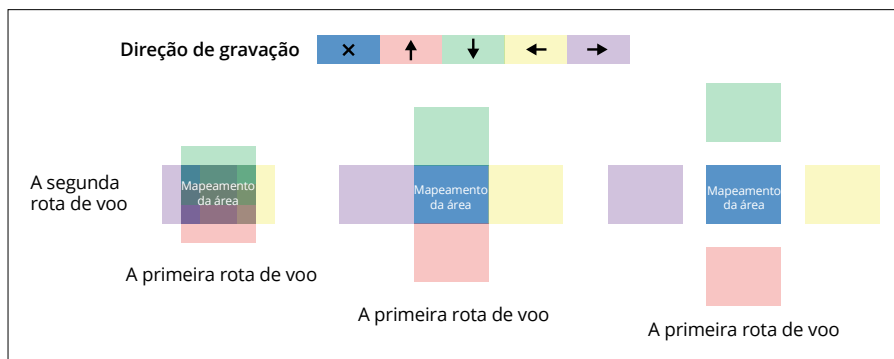 Direção de gravação
A segunda
rota de voo
Mapeamento
da área
A primeira rota de voo
Mapeamento
da área
A primeira rota de voo
Mapeamento
da área
A primeira rota de voo